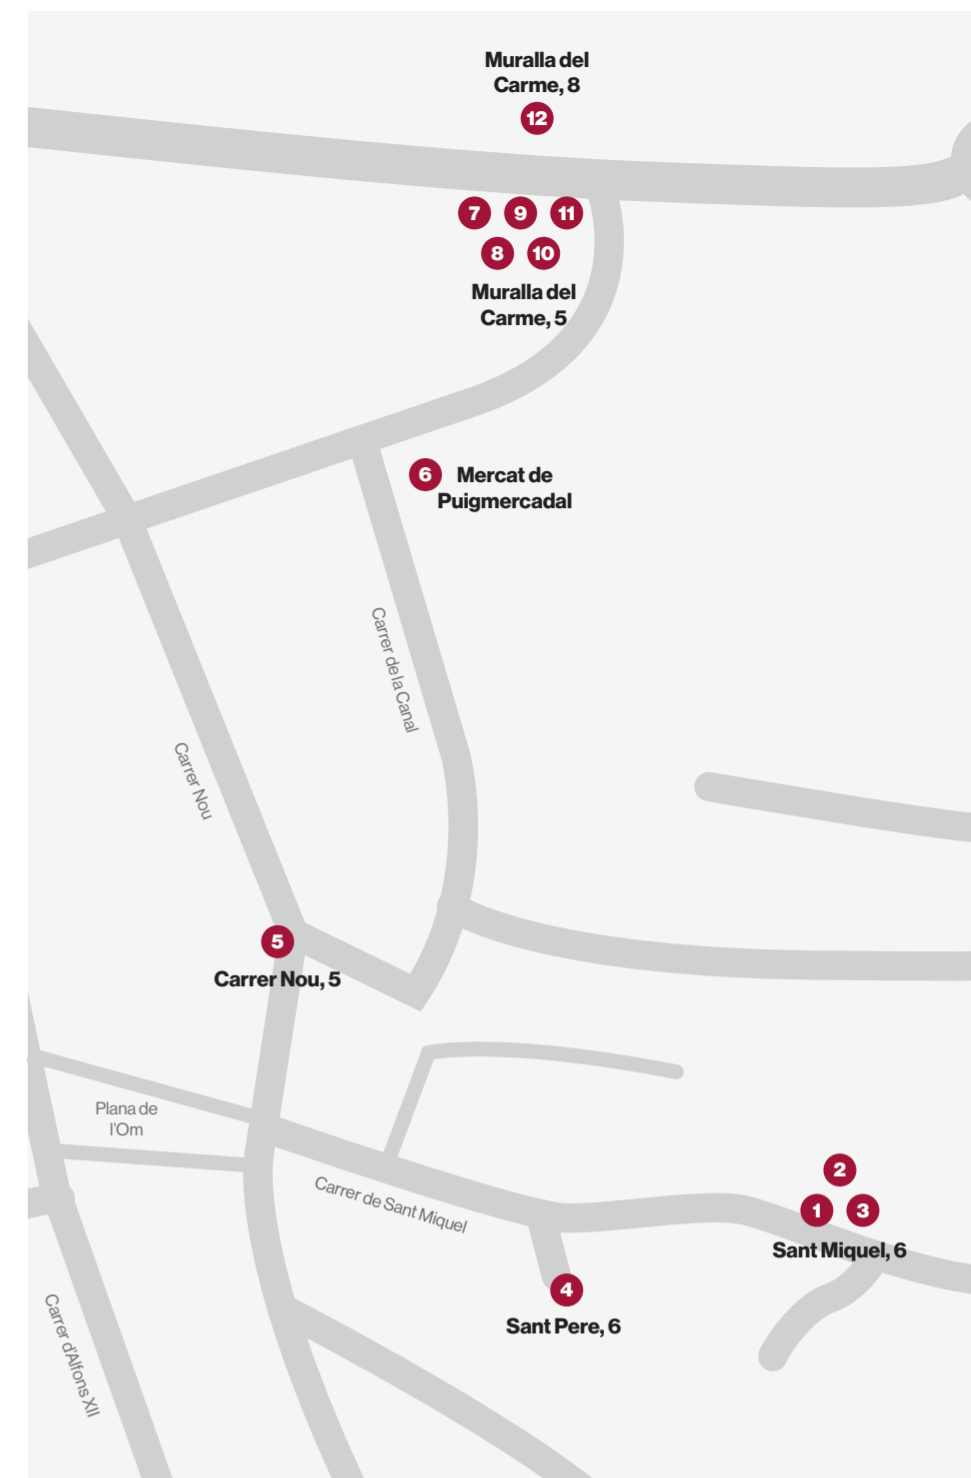 Muralla del
Carme, 8
12
7 9 11
8 10
Muralla del
Carme, 5
6 Mercat de
Puigmercadal
Carrer de la Canal
Carrer Nou
5
Carrer Nou, 5
Plana de
l'Om
Carrer de Sant Miquel
2
1 3
Sant Miquel, 6
4
Sant Pere, 6
Carrer d'Alfons XII